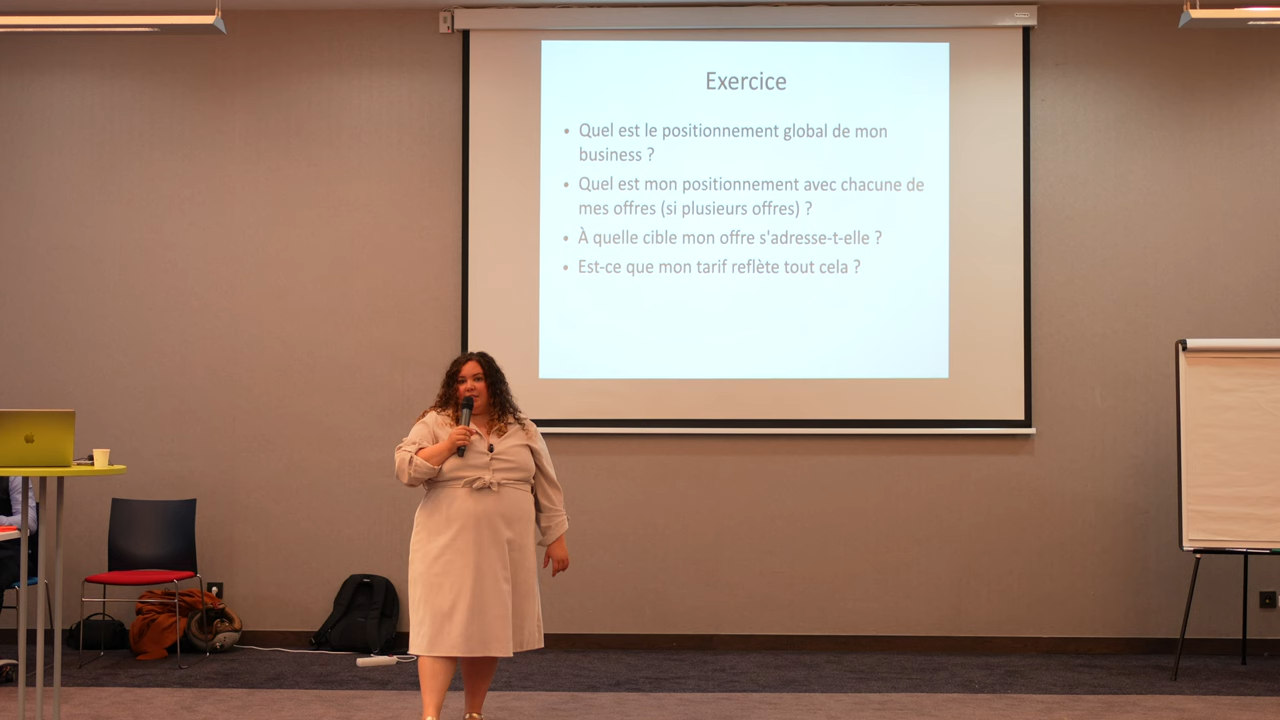 Exercice
• Quel est le positionnement global de mon
business ?
• Quel est mon positionnement avec chacune de
mes offres (si plusieurs offres) ?
• À quelle cible mon offre s'adresse-t-elle ?
• Est-ce que mon tarif reflète tout cela ?